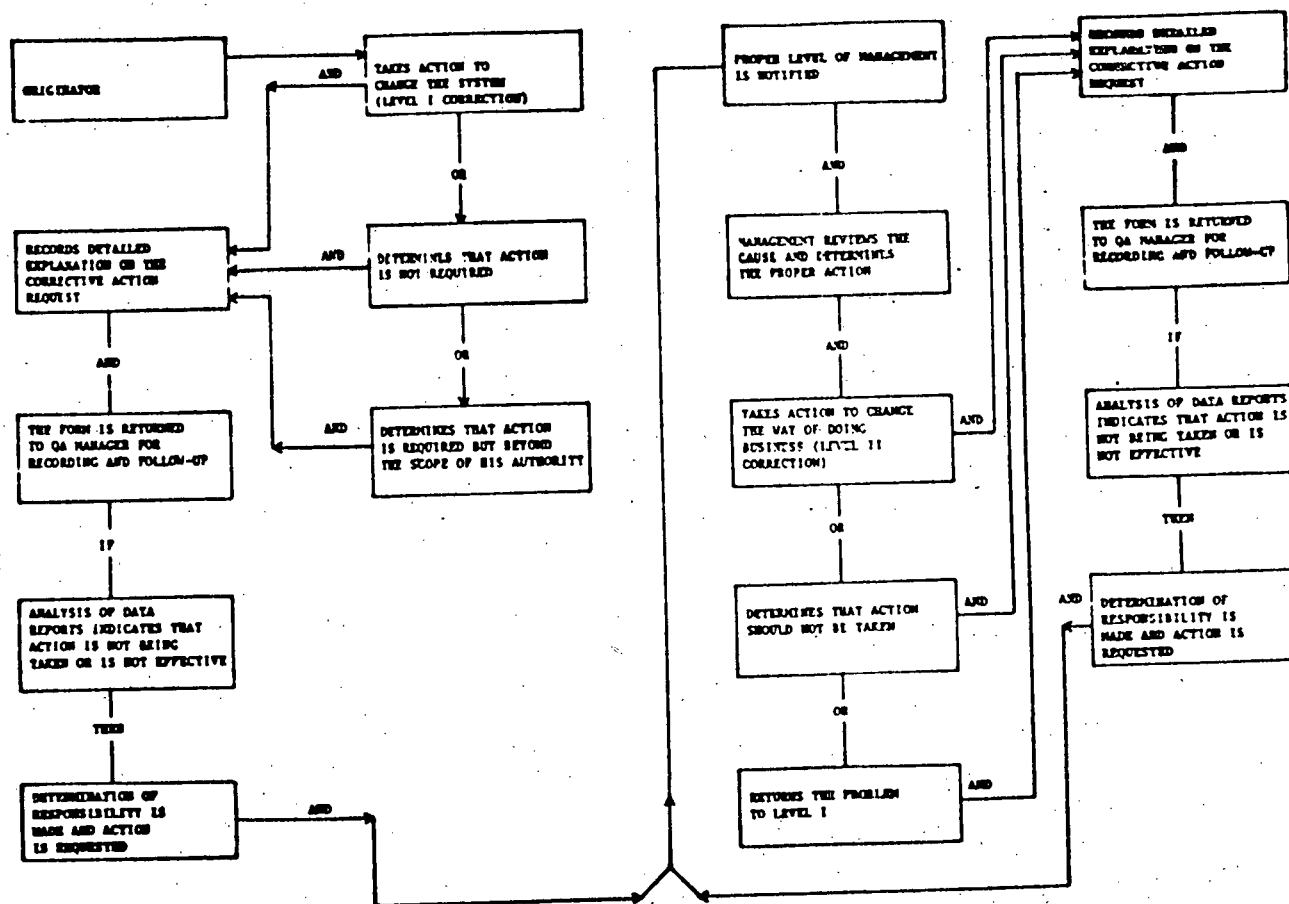 ORIGINATOR
TAKES ACTION TO
CHANGE THE SYSTEM
(LEVEL I CORRECTION)
AND
OR
RECORDS DETAILED
EXPLANATION ON THE
CORRECTIVE ACTION
REQUEST
AND
DETERMINES THAT ACTION
IS NOT REQUIRED
OR
AND
THE FORM IS RETURNED
TO QA MANAGER FOR
RECORDING AND FOLLOW-UP
AND
DETERMINES THAT ACTION
IS REQUIRED BUT BEYOND
THE SCOPE OF HIS AUTHORITY
IF
ANALYSIS OF DATA
REPORTS INDICATES THAT
ACTION IS NOT BEING
TAKEN OR IS NOT EFFECTIVE
THEN
DETERMINATION OF
RESPONSIBILITY IS
MADE AND ACTION
IS REQUESTED
AND
PROPER LEVEL OF MANAGEMENT
IS NOTIFIED
AND
MANAGEMENT REVIEWS THE
CAUSE AND DETERMINES
THE PROPER ACTION
AND
TAKES ACTION TO CHANGE
THE WAY OF DOING
BUSINESS (LEVEL II
CORRECTION)
AND
OR
DETERMINES THAT ACTION
SHOULD NOT BE TAKEN
AND
OR
RETURNS THE PROBLEM
TO LEVEL I
AND
RECORDS DETAILED
EXPLANATION ON THE
CORRECTIVE ACTION
REQUEST
AND
THE FORM IS RETURNED
TO QA MANAGER FOR
RECORDING AND FOLLOW-UP
IF
ANALYSIS OF DATA REPORTS
INDICATES THAT ACTION IS
NOT BEING TAKEN OR IS
NOT EFFECTIVE
THEN
DETERMINATION OF
RESPONSIBILITY IS
MADE AND ACTION IS
REQUESTED
AND